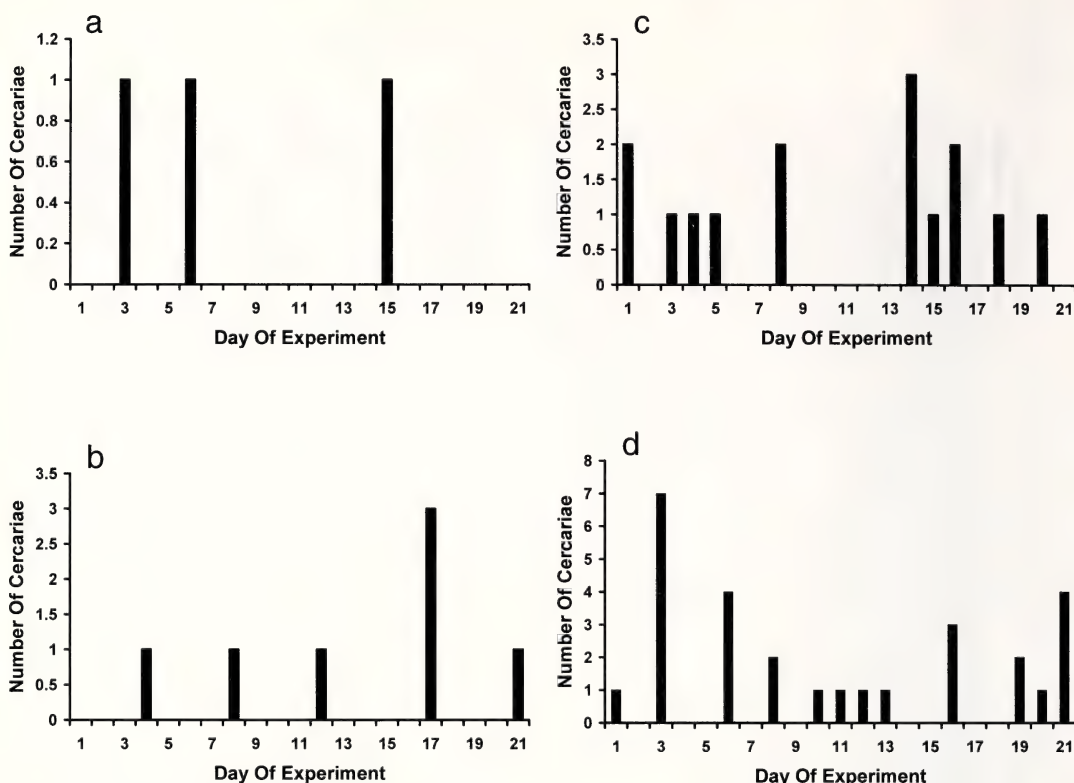 a
1.2
1
0.8
0.6
0.4
0.2
0
Number Of Cercariae
1 3 5 7 9 11 13 15 17 19 21
Day Of Experiment
b
3.5
3
2.5
2
1.5
1
0.5
0
Number Of Cercariae
1 3 5 7 9 11 13 15 17 19 21
Day Of Experiment
c
3.5
3
2.5
2
1.5
1
0.5
0
Number Of Cercariae
1 3 5 7 9 11 13 15 17 19 21
Day Of Experiment
d
8
7
6
5
4
3
2
1
0
Number Of Cercariae
1 3 5 7 9 11 13 15 17 19 21
Day Of Experiment